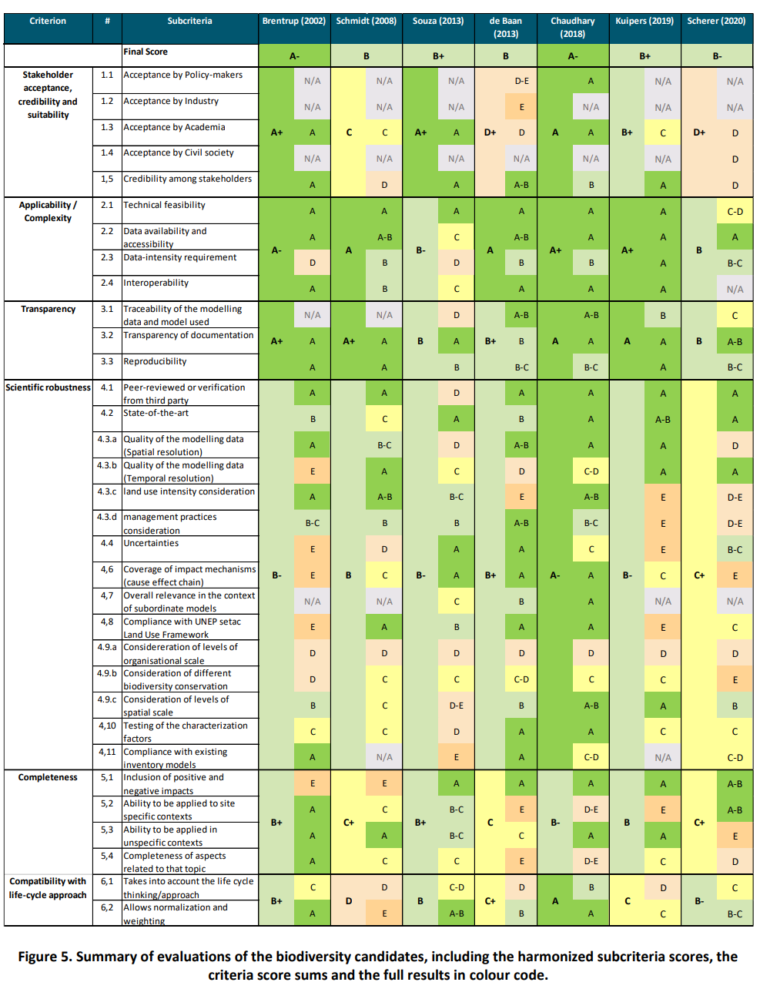 Criterion # Subcriteria Brentrup (2002) Schmidt (2008) Souza (2013) de Baan (2013) Chaudhary (2018) Kuipers (2019) Scherer (2020)
Final Score A- B B+ B A- B+ B-
Stakeholder acceptance, credibility and suitability A+ C A+ D+ A B+ D+
1.1 Acceptance by Policy-makers N/A N/A N/A D-E A N/A N/A
1.2 Acceptance by Industry N/A N/A N/A E N/A N/A N/A
1.3 Acceptance by Academia A C A D A C D
1.4 Acceptance by Civil society N/A N/A N/A N/A N/A N/A D
1,5 Credibility among stakeholders A D A A-B B A D
Applicability / Complexity A- A B- A A+ A+ B
2.1 Technical feasibility A A A A A A C-D
2.2 Data availability and accessibility A A-B C A-B A A A
2.3 Data-intensity requirement D B D B B A B-C
2.4 Interoperability A B C A A A N/A
Transparency A+ A+ B B+ A A B
3.1 Traceability of the modelling data and model used N/A N/A D A-B A-B B C
3.2 Transparency of documentation A A A B A A A-B
3.3 Reproducibility A A B B-C B-C A B-C
Scientific robustness B- B B- B+ A- B- C+
4.1 Peer-reviewed or verification from third party A A D A A A A
4.2 State-of-the-art B C A B A A-B A
4.3.a Quality of the modelling data (Spatial resolution) A B-C D A-B A A D
4.3.b Quality of the modelling data (Temporal resolution) E A C D C-D A A
4.3.c land use intensity consideration A A-B B-C E A-B E D-E
4.3.d management practices consideration B-C B B A-B B-C E D-E
4.4 Uncertainties E D A A C E B-C
4,6 Coverage of impact mechanisms (cause effect chain) E C A A A C E
4,7 Overall relevance in the context of subordinate models N/A N/A C B A N/A N/A
4,8 Compliance with UNEP setac Land Use Framework E A B A A E C
4.9.a Considereration of levels of organisational scale D D D D D D D
4.9.b Consideration of different biodiversity conservation D C C C-D C C E
4.9.c Consideration of levels of spatial scale B C D-E B A-B A B
4,10 Testing of the characterization factors C C D A A C C
4,11 Compliance with existing inventory models A N/A E A C-D N/A C-D
Completeness B+ C+ B+ C B- B C+
5,1 Inclusion of positive and negative impacts E E A A A A A-B
5,2 Ability to be applied to site specific contexts A C B-C E D-E E A-B
5,3 Ability to be applied in unspecific contexts A A B-C C A A E
5,4 Completeness of aspects related to that topic A C C E D-E C D
Compatibility with life-cycle approach B+ D B C+ A C B-
6,1 Takes into account the life cycle thinking/approach C D C-D D B D C
6,2 Allows normalization and weighting A E A-B B A C B-C
Figure 5. Summary of evaluations of the biodiversity candidates, including the harmonized subcriteria scores, the
criteria score sums and the full results in colour code.